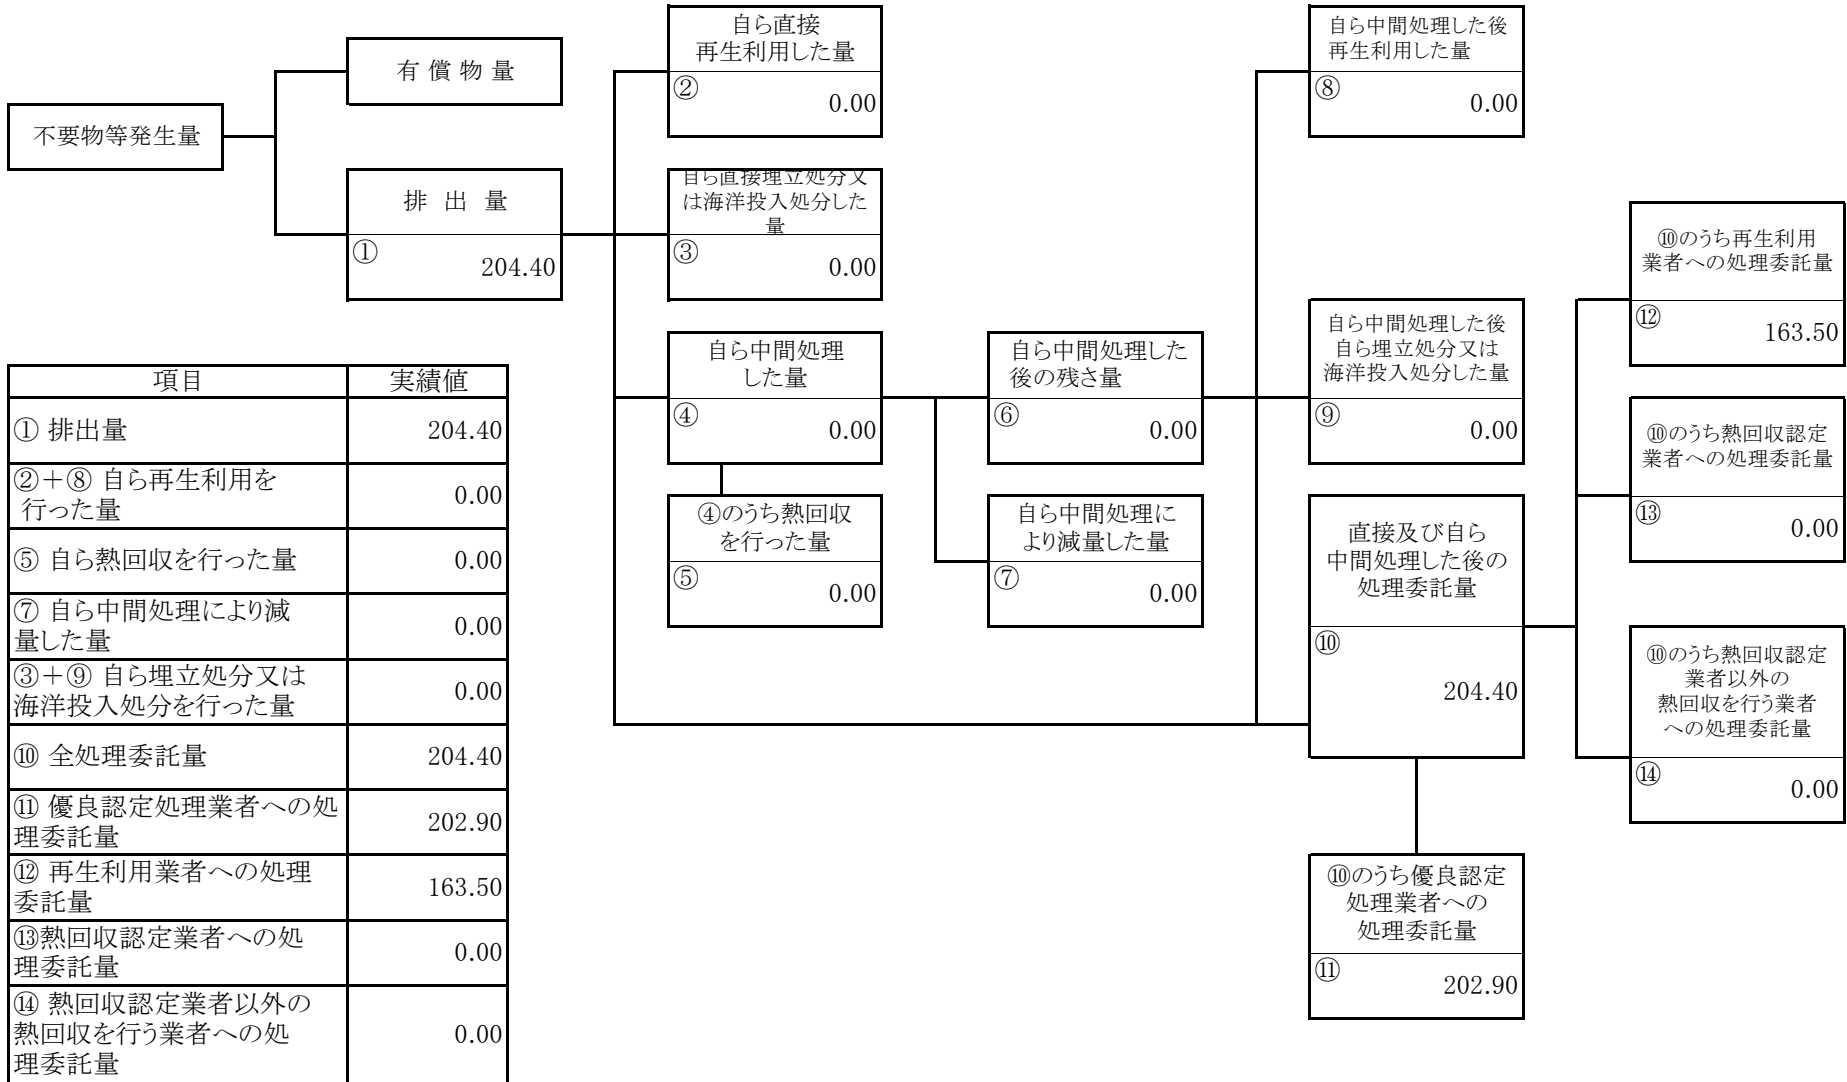 不要物等発生量
有 償 物 量
排 出 量
①
204.40
自ら直接
再生利用した量
②
0.00
自ら直接埋立処分又
は海洋投入処分した
量
③
0.00
自ら中間処理
した量
④
0.00
④のうち熱回収
を行った量
⑤
0.00
自ら中間処理した
後の残さ量
⑥
0.00
自ら中間処理に
より減量した量
⑦
0.00
自ら中間処理した後
再生利用した量
⑧
0.00
自ら中間処理した後
自ら埋立処分又は
海洋投入処分した量
⑨
0.00
直接及び自ら
中間処理した後の
処理委託量
⑩
204.40
⑩のうち優良認定
処理業者への
処理委託量
⑪
202.90
⑩のうち再生利用
業者への処理委託量
⑫
163.50
⑩のうち熱回収認定
業者への処理委託量
⑬
0.00
⑩のうち熱回収認定
業者以外の
熱回収を行う業者
への処理委託量
⑭
0.00
項目 実績値
① 排出量 204.40
②＋⑧ 自ら再生利用を
行った量 0.00
⑤ 自ら熱回収を行った量 0.00
⑦ 自ら中間処理により減
量した量 0.00
③＋⑨ 自ら埋立処分又は
海洋投入処分を行った量 0.00
⑩ 全処理委託量 204.40
⑪ 優良認定処理業者への処
理委託量 202.90
⑫ 再生利用業者への処理
委託量 163.50
⑬熱回収認定業者への処
理委託量 0.00
⑭ 熱回収認定業者以外の
熱回収を行う業者への処
理委託量 0.00